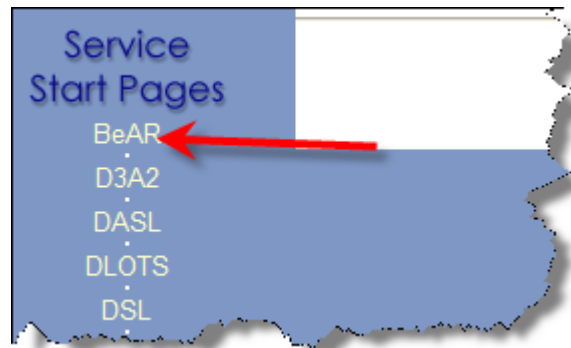 Service
Start Pages
BeAR
D3A2
DASL
DLOTS
DSL